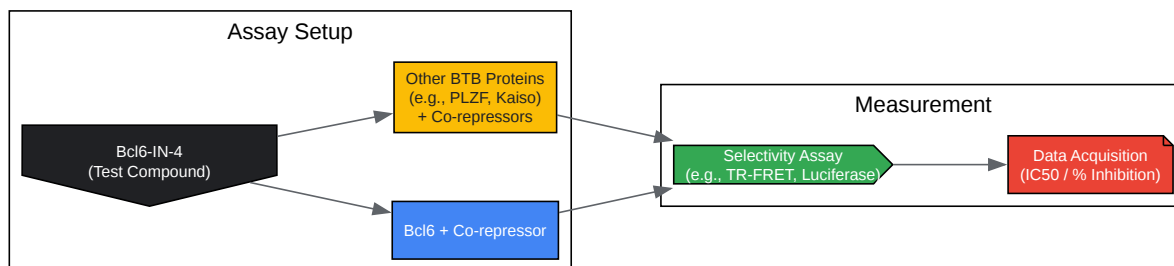 Assay Setup
Bcl6-IN-4
(Test Compound)
Other BTB Proteins
(e.g., PLZF, Kaiso)
+ Co-repressors
Bcl6 + Co-repressor
Measurement
Selectivity Assay
(e.g., TR-FRET, Luciferase)
Data Acquisition
(IC50 / % Inhibition)